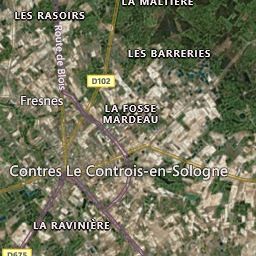 LA MALTIÈRE
LES RASOIRS
Route de Blois
LES BARRERIES
D102
Fresnes
LA FOSSE
MARDEAU
Contres Le Controis-en-Sologne
LA RAVINIÈRE
D675